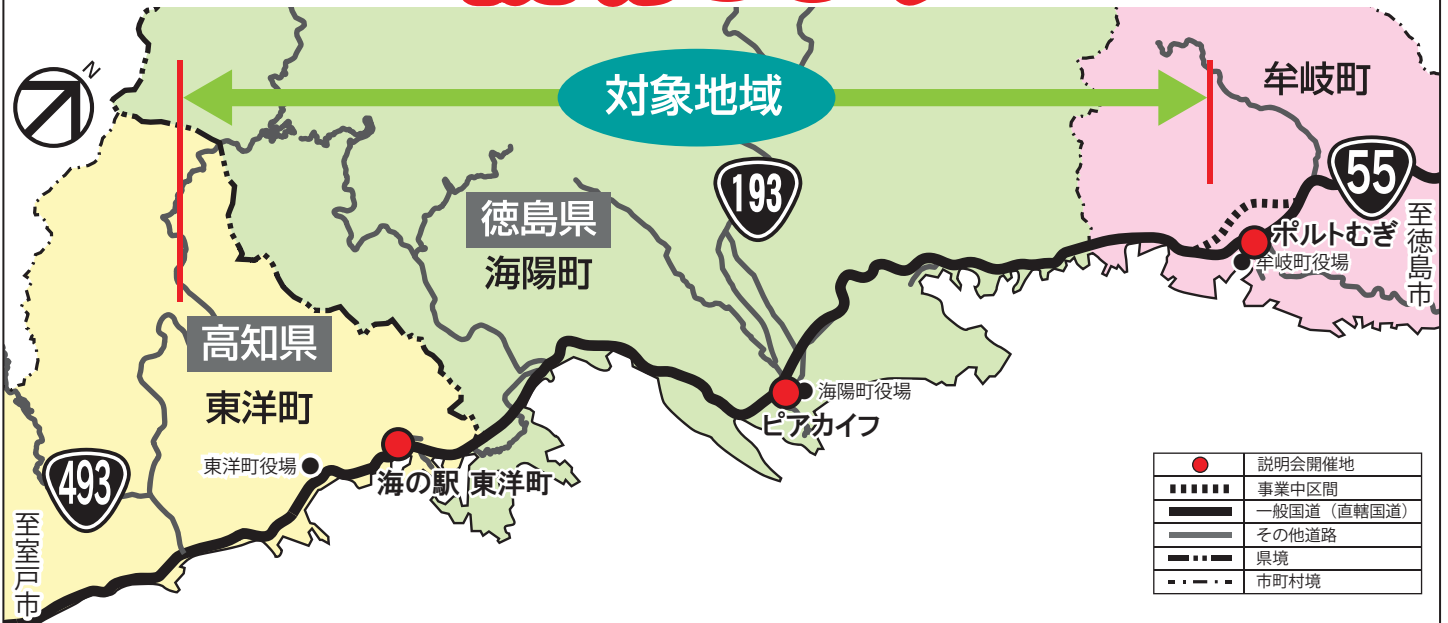 N
対象地域
牟岐町
193
55
徳島県
海陽町
ポルトむぎ
牟岐町役場
至徳島市
高知県
東洋町
海陽町役場
ピアカイフ
東洋町役場
海の駅 東洋町
493
至室戸市
説明会開催地
事業中区間
一般国道（直轄国道）
その他道路
県境
市町村境